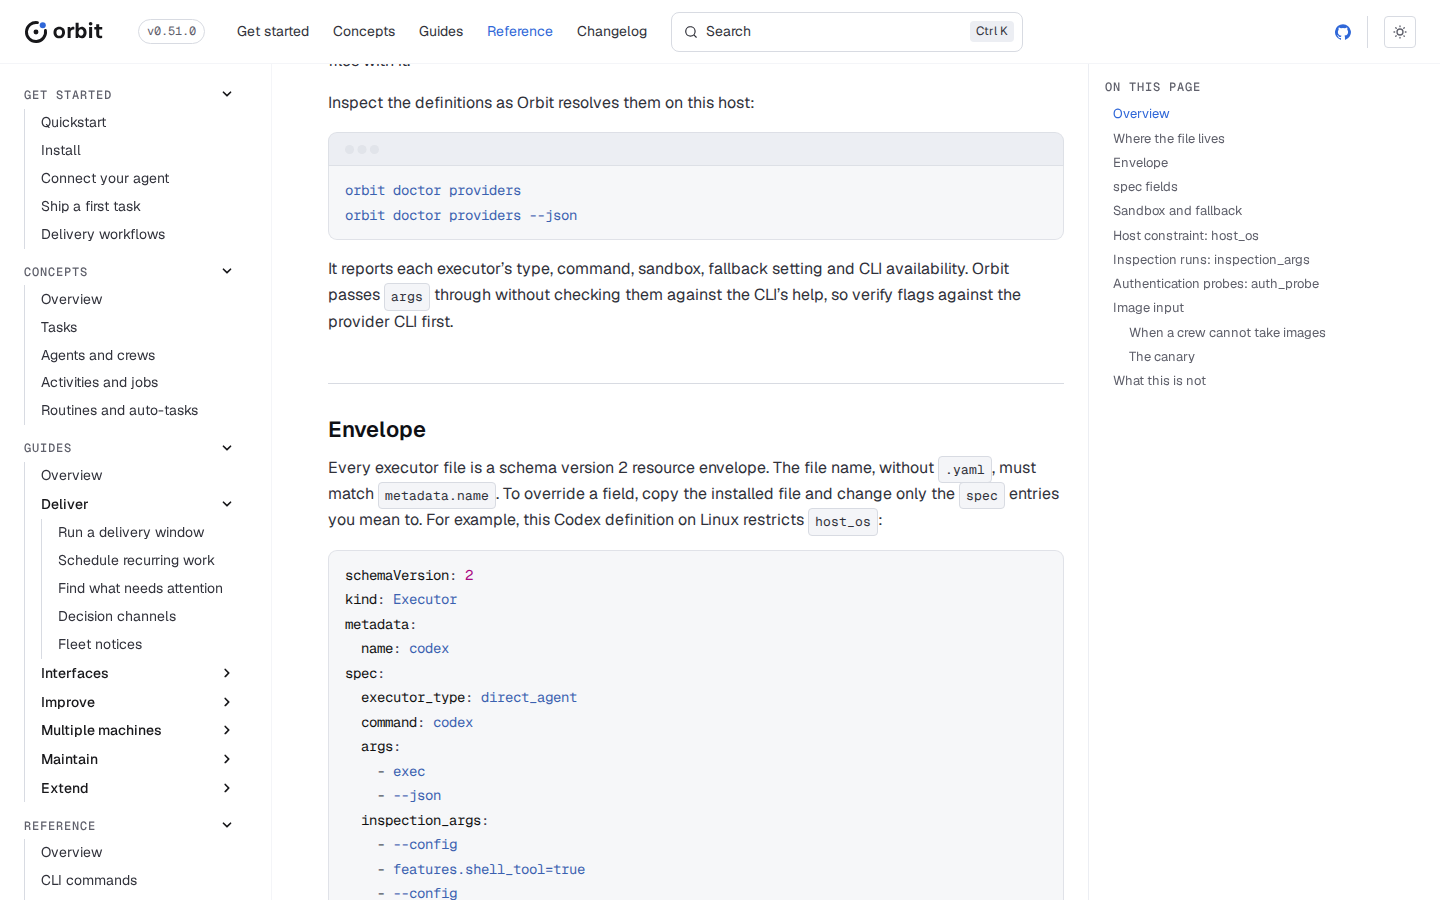 orbit
v0.51.0
Get started
Concepts
Guides
Reference
Changelog
Search
Ctrl K
GET STARTED
Quickstart
Install
Connect your agent
Ship a first task
Delivery workflows
CONCEPTS
Overview
Tasks
Agents and crews
Activities and jobs
Routines and auto-tasks
GUIDES
Overview
Deliver
Run a delivery window
Schedule recurring work
Find what needs attention
Decision channels
Fleet notices
Interfaces
Improve
Multiple machines
Maintain
Extend
REFERENCE
Overview
CLI commands
Inspect the definitions as Orbit resolves them on this host:
orbit doctor providers
orbit doctor providers --json
It reports each executor’s type, command, sandbox, fallback setting and CLI availability. Orbit
passes args through without checking them against the CLI’s help, so verify flags against the
provider CLI first.
Envelope
Every executor file is a schema version 2 resource envelope. The file name, without .yaml, must
match metadata.name. To override a field, copy the installed file and change only the spec entries
you mean to. For example, this Codex definition on Linux restricts host_os:
schemaVersion: 2
kind: Executor
metadata:
  name: codex
spec:
  executor_type: direct_agent
  command: codex
  args:
    - exec
    - --json
  inspection_args:
    - --config
    - features.shell_tool=true
    - --config
ON THIS PAGE
Overview
Where the file lives
Envelope
spec fields
Sandbox and fallback
Host constraint: host_os
Inspection runs: inspection_args
Authentication probes: auth_probe
Image input
When a crew cannot take images
The canary
What this is not